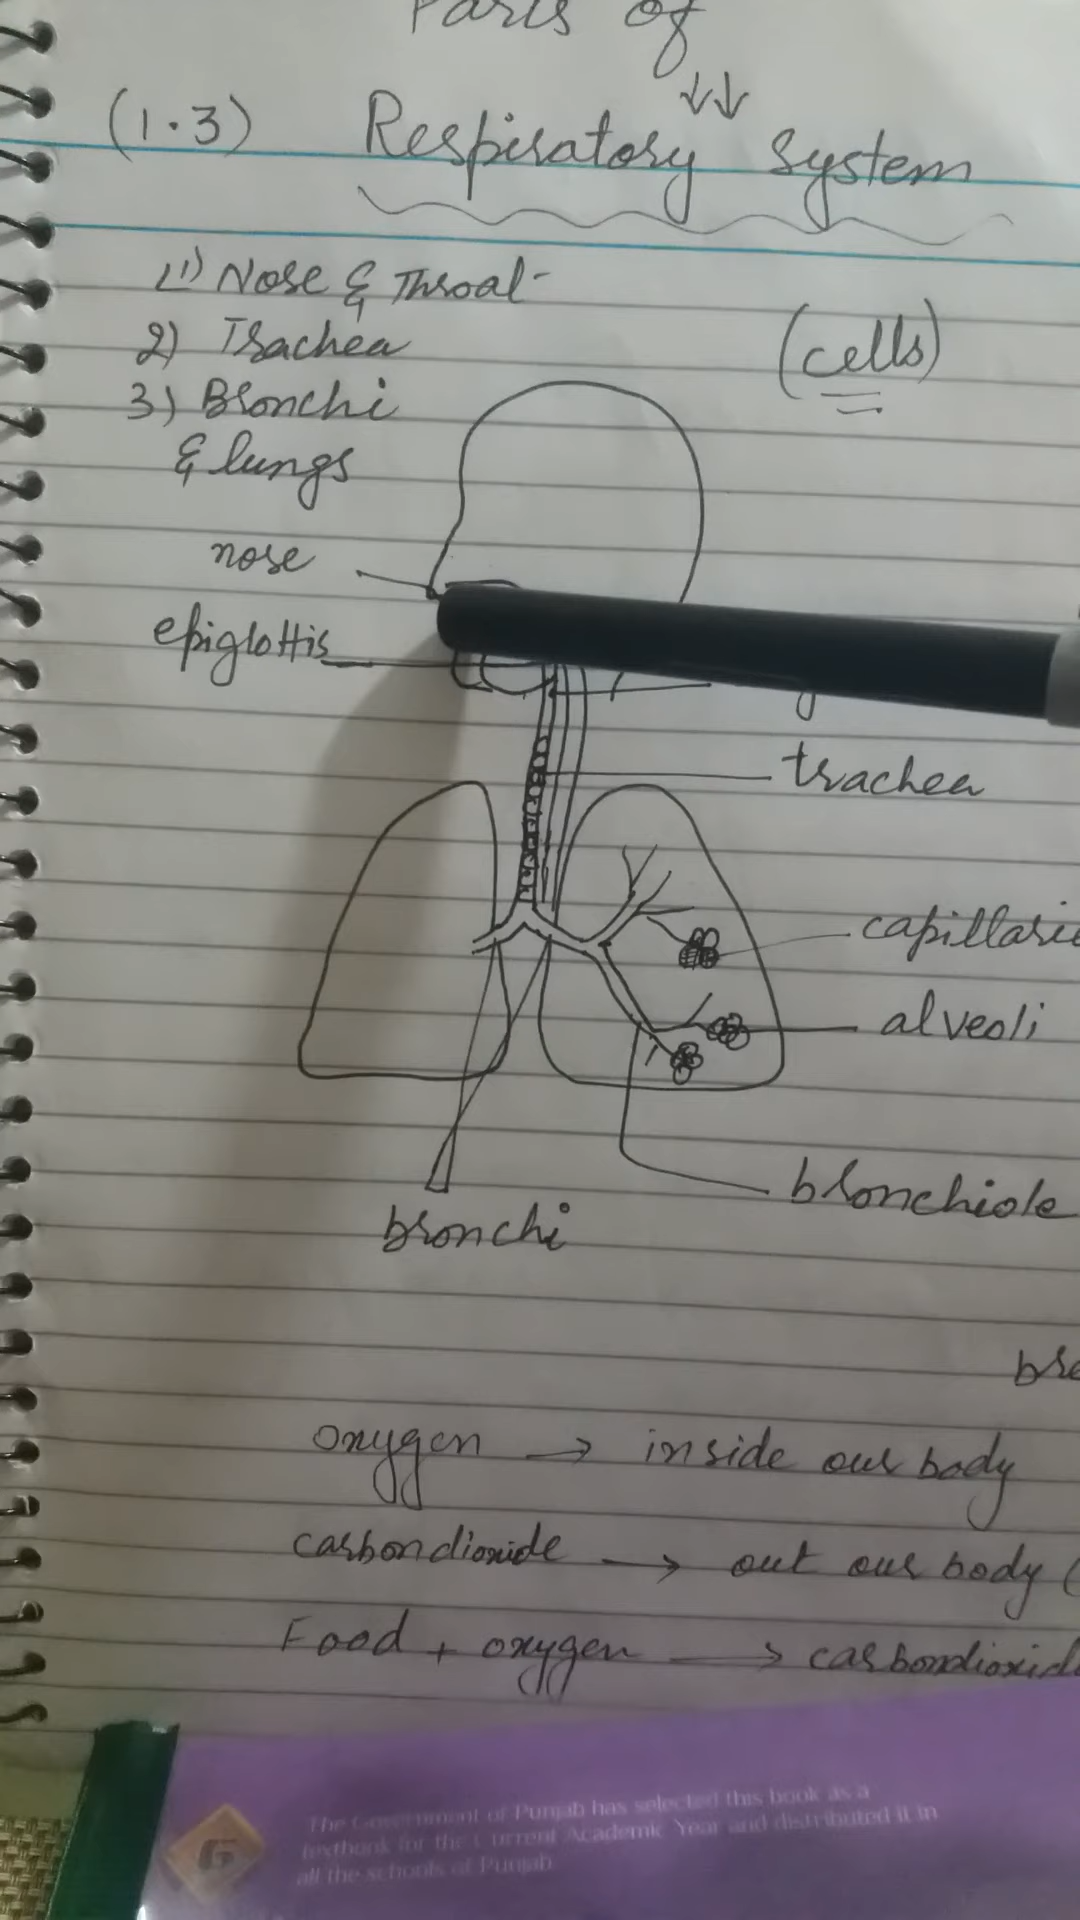 Parts of
(1.3) Respiratory system
1) Nose & Throat
2) Trachea
(cells)
3) Bronchi
& lungs
nose
epiglottis
trachea
capillarie
alveoli
bronchiole
bronchi
oxygen → inside our body
carbondioxide → out our body (
Food + oxygen → carbondioxid
The Government of Punjab has selected this book as a
textbook for the Current Academic Year and distributed it in
all the schools of Punjab
G